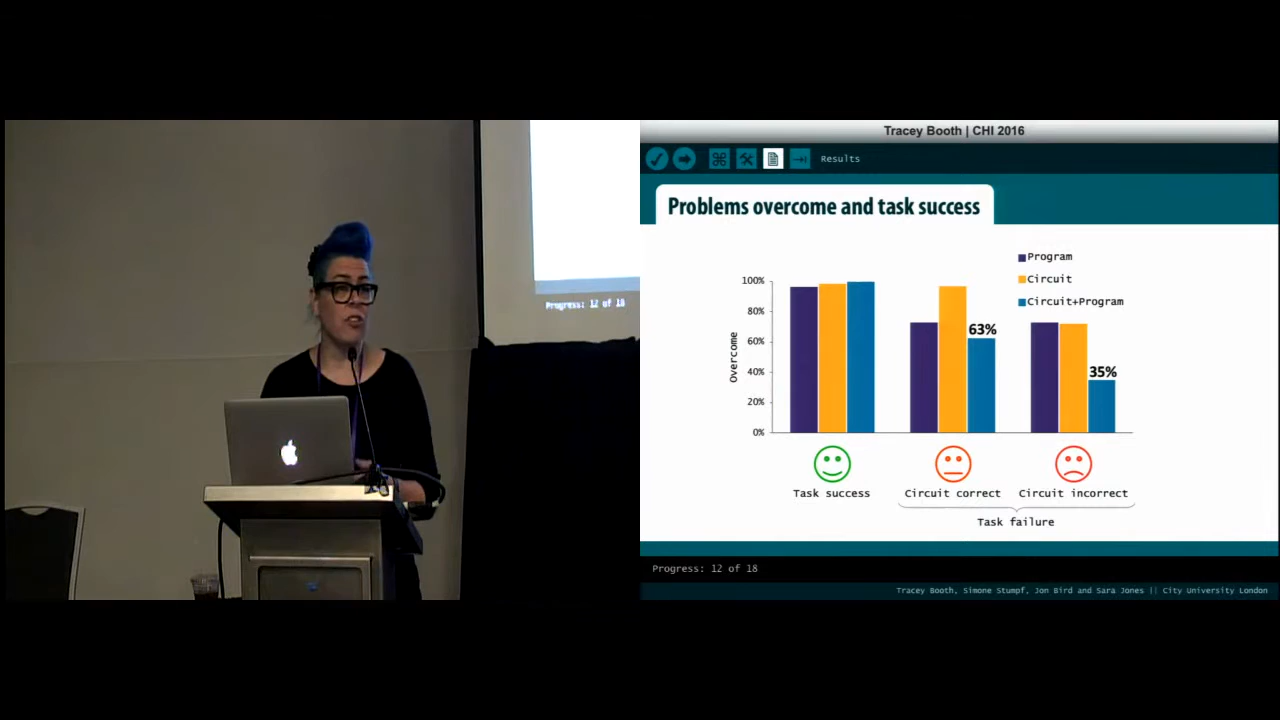 Progress: 12 of 18
Tracey Booth | CHI 2016
Results
Problems overcome and task success
Program
Circuit
Circuit+Program
Overcome
100%
80%
60%
40%
20%
0%
63%
35%
Task success
Circuit correct
Circuit incorrect
Task failure
Progress: 12 of 18
Tracey Booth, Simone Stumpf, Jon Bird and Sara Jones || City University London